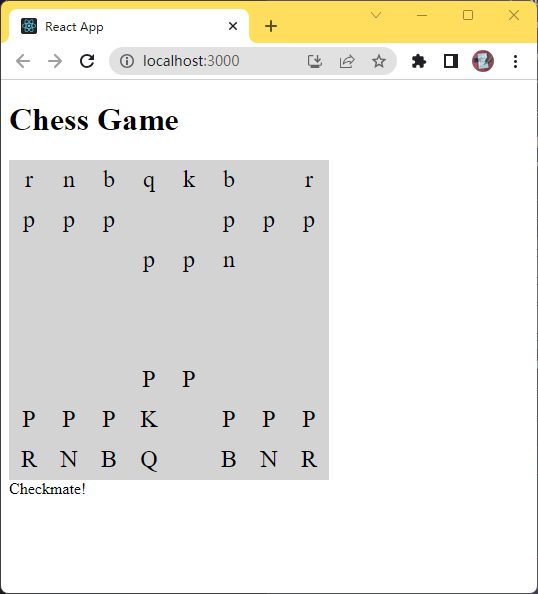 React App
localhost:3000
Chess Game
r n b q k b r
p p p p p p
p p n
P P
P P P K P P P
R N B Q B N R
Checkmate!